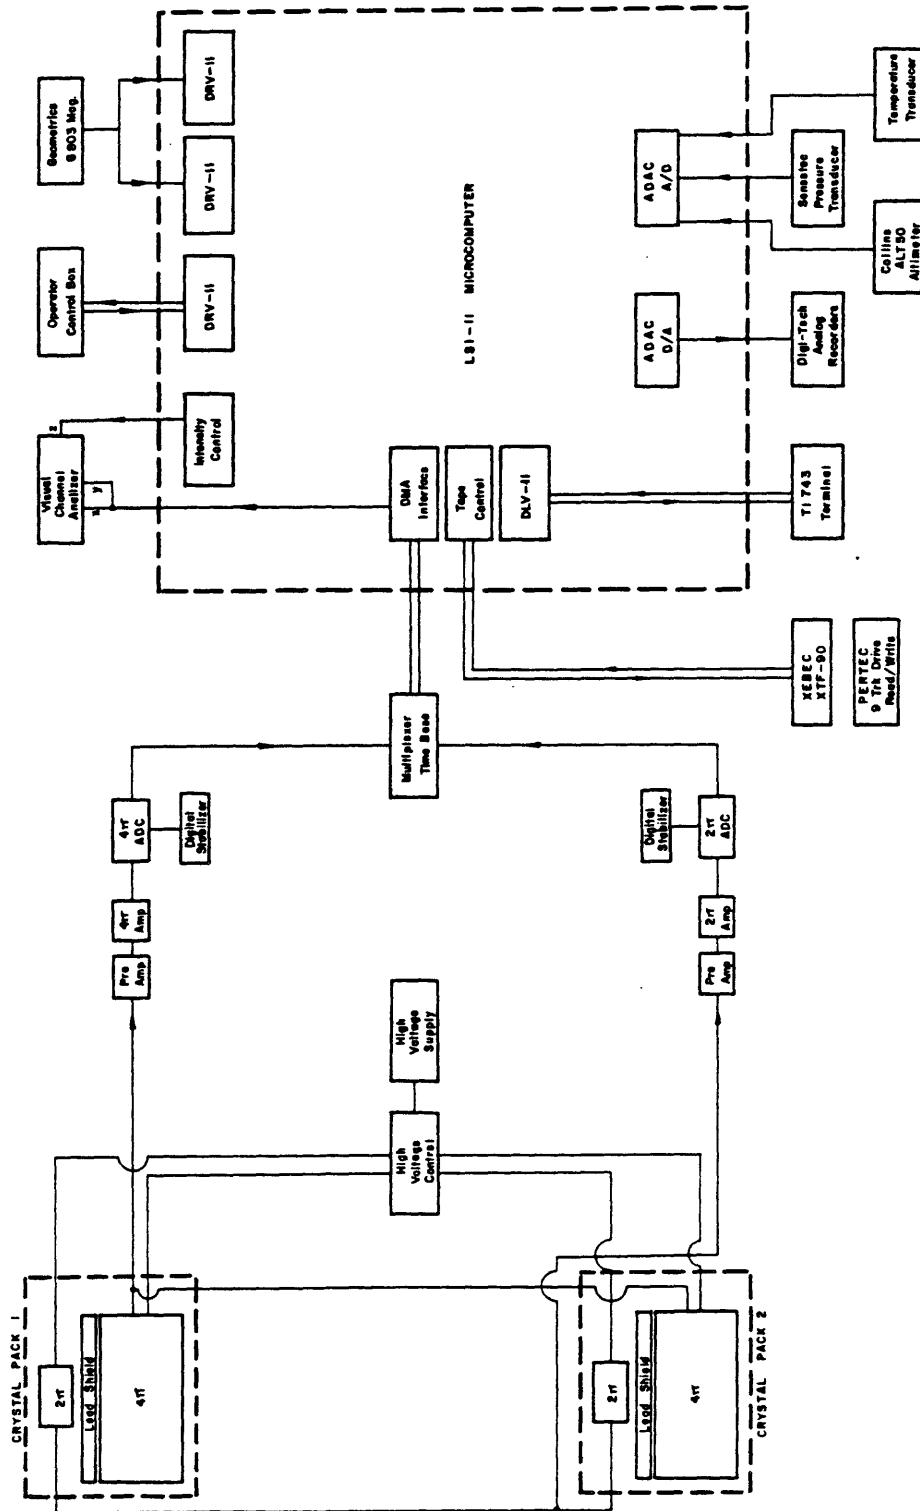 CRYSTAL PACK 1
2π
Lead Shield
4π
CRYSTAL PACK 2
2π
Lead Shield
4π
High
Voltage
Control
High
Voltage
Supply
Pre
Amp
4π
Amp
4π
ADC
Digital
Stabilizer
Pre
Amp
2π
Amp
2π
ADC
Digital
Stabilizer
Multiplexer
Time Base
XEBEC
XTF-90
PERTEC
9 Trk Drive
Read/Write
Visual
Channel
Analizer
x
y
z
Operator
Control Box
Geometrics
G 803 Mag.
Intensity
Control
DRV-11
DRV-11
DRV-11
DMA
Interface
Tape
Control
DLV-11
LSI-11 MICROCOMPUTER
ADAC
D/A
ADAC
A/D
TI 743
Terminal
Digi-Tech
Analog
Recorders
Sensotec
Pressure
Transducer
Collins
ALT 50
Altimeter
Temperature
Transducer